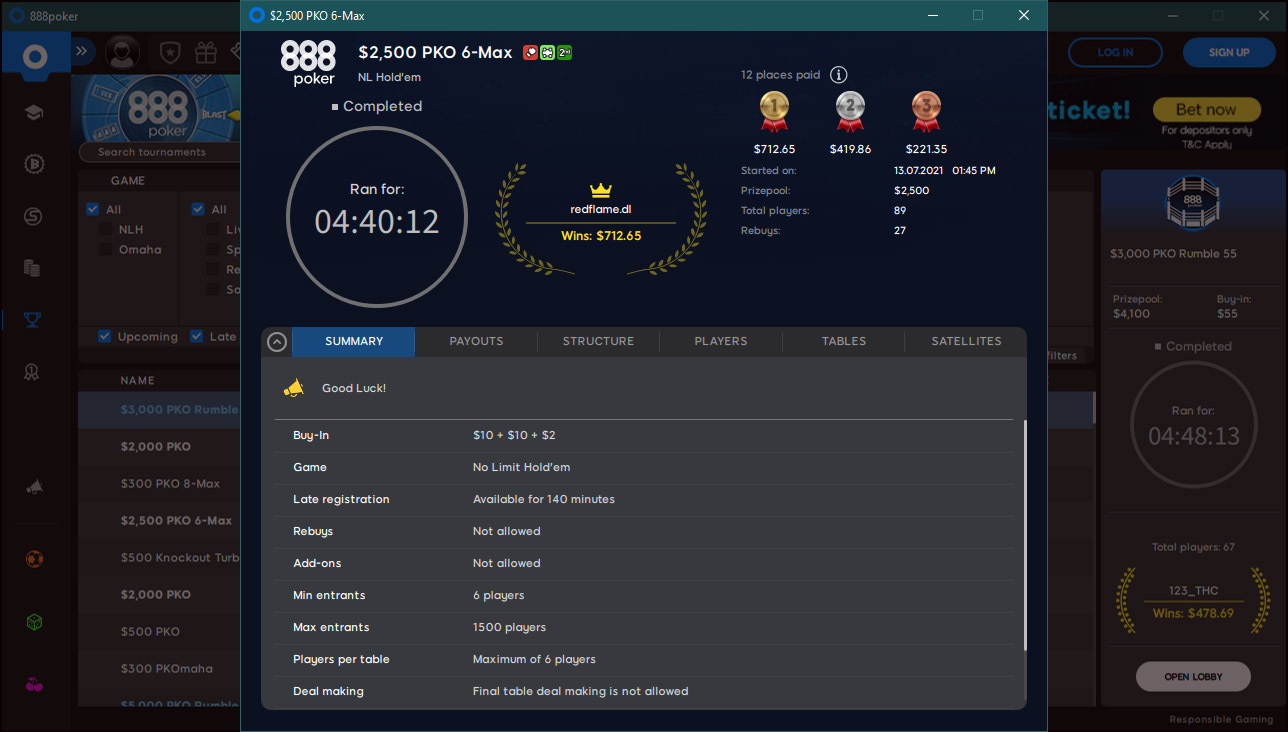 888poker
$2,500 PKO 6-Max
LOG IN
SIGN UP
888
poker
BLAST
Search tournaments
GAME
All
All
NLH
Omaha
Upcoming
Late
NAME
$3,000 PKO Rumble
$2,000 PKO
$300 PKO 8-Max
$2,500 PKO 6-Max
$500 Knockout Turb
$2,000 PKO
$500 PKO
$300 PKOmaha
$5,000 PKO Rumble
888
poker
$2,500 PKO 6-Max
2nd
NL Hold'em
Completed
Ran for:
04:40:12
redflame.dl
Wins: $712.65
12 places paid
1
2
3
$712.65
$419.86
$221.35
Started on:
13.07.2021 01:45 PM
Prizepool:
$2,500
Total players:
89
Rebuys:
27
SUMMARY
PAYOUTS
STRUCTURE
PLAYERS
TABLES
SATELLITES
Good Luck!
Buy-In
$10 + $10 + $2
Game
No Limit Hold'em
Late registration
Available for 140 minutes
Rebuys
Not allowed
Add-ons
Not allowed
Min entrants
6 players
Max entrants
1500 players
Players per table
Maximum of 6 players
Deal making
Final table deal making is not allowed
ticket!
Bet now
For depositors only
T&C Apply
888
$3,000 PKO Rumble 55
Prizepool:
Buy-in:
$4,100
$55
filters
Completed
Ran for:
04:48:13
Total players: 67
123_THC
Wins: $478.69
OPEN LOBBY
Responsible Gaming